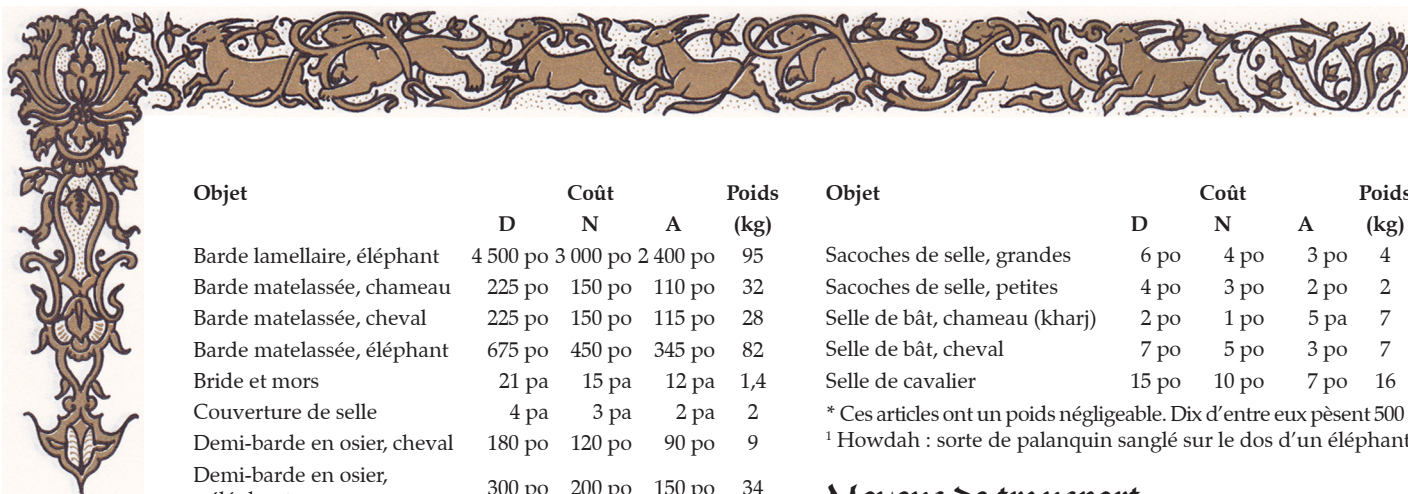 Objet Coût Poids
D N A (kg)
Barde lamellaire, éléphant 4 500 po 3 000 po 2 400 po 95
Barde matelassée, chameau 225 po 150 po 110 po 32
Barde matelassée, cheval 225 po 150 po 115 po 28
Barde matelassée, éléphant 675 po 450 po 345 po 82
Bride et mors 21 pa 15 pa 12 pa 1,4
Couverture de selle 4 pa 3 pa 2 pa 2
Demi-barde en osier, cheval 180 po 120 po 90 po 9
Demi-barde en osier,
300 po 200 po 150 po 34
Objet Coût Poids
D N A (kg)
Sacoches de selle, grandes 6 po 4 po 3 po 4
Sacoches de selle, petites 4 po 3 po 2 po 2
Selle de bât, chameau (kharj) 2 po 1 po 5 pa 7
Selle de bât, cheval 7 po 5 po 3 po 7
Selle de cavalier 15 po 10 po 7 po 16
* Ces articles ont un poids négligeable. Dix d'entre eux pèsent 500
¹ Howdah : sorte de palanquin sanglé sur le dos d'un éléphant
Moyens de transport